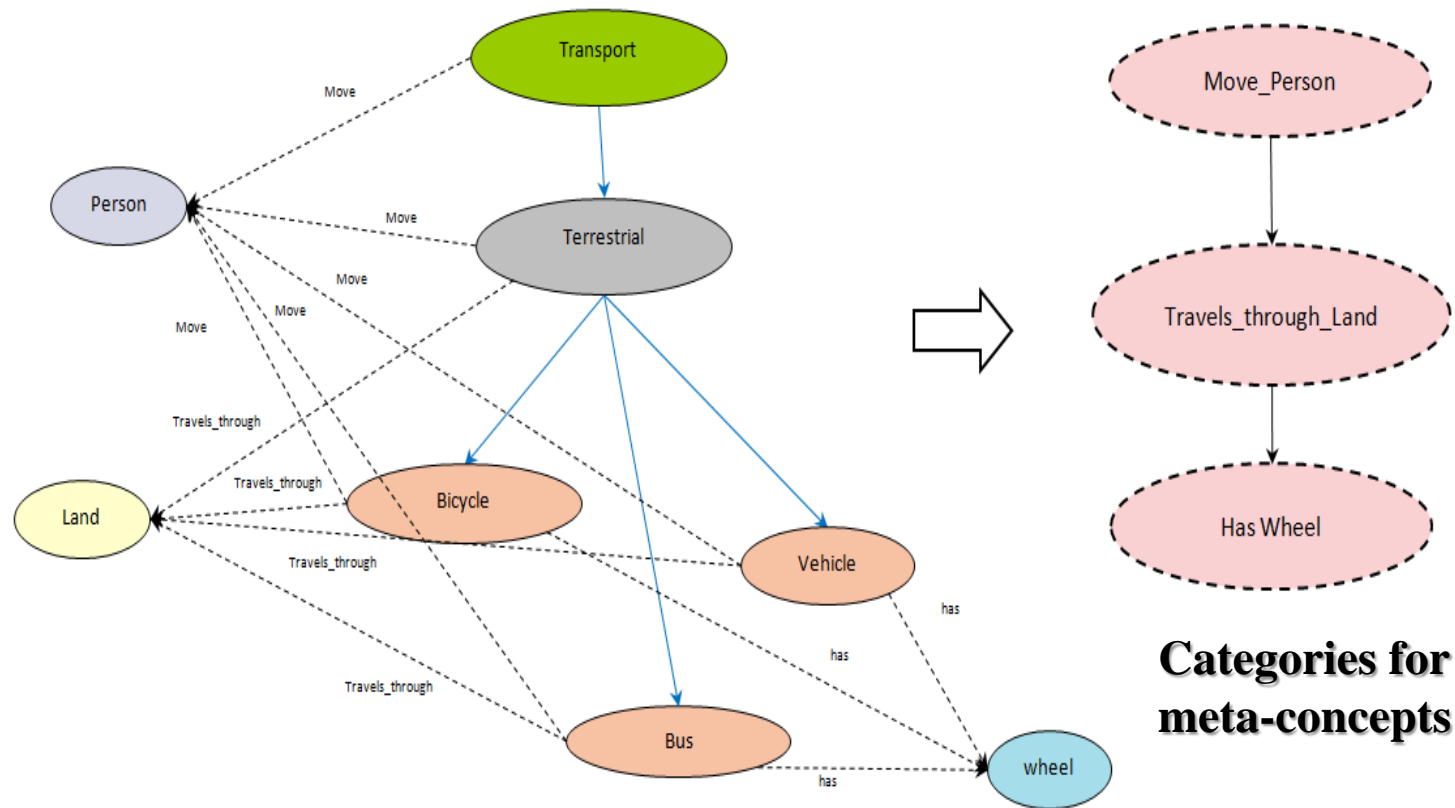 Transport
Move
Person
Move
Terrestrial
Move
Move
Move
Travels_through
Travels_through
Bicycle
Land
Travels_through
Vehicle
has
has
Travels_through
Bus
has
wheel
Move_Person
Travels_through_Land
Has Wheel
Categories for
meta-concepts